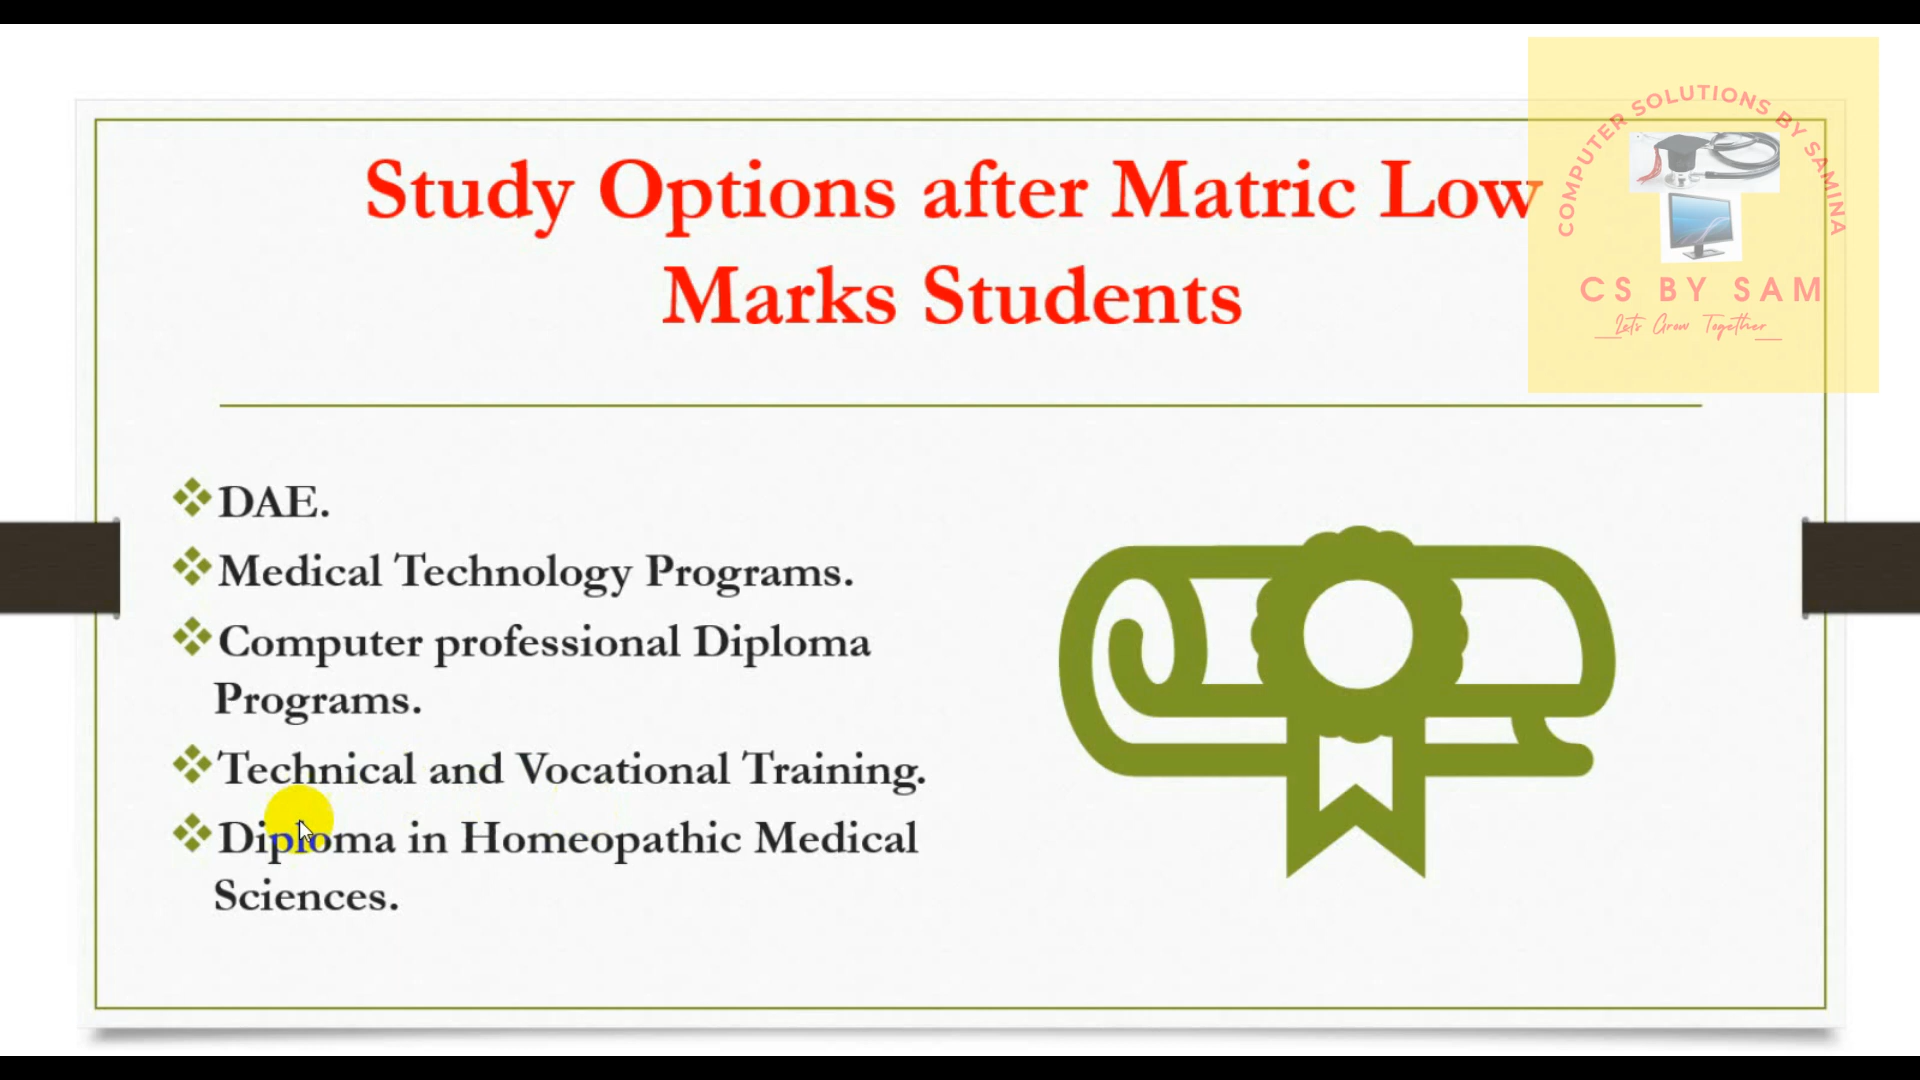 COMPUTER SOLUTIONS BY SAMINA
CS BY SAM
Let's Grow Together
Study Options after Matric Low
Marks Students
DAE.
Medical Technology Programs.
Computer professional Diploma
Programs.
Technical and Vocational Training.
Diploma in Homeopathic Medical
Sciences.